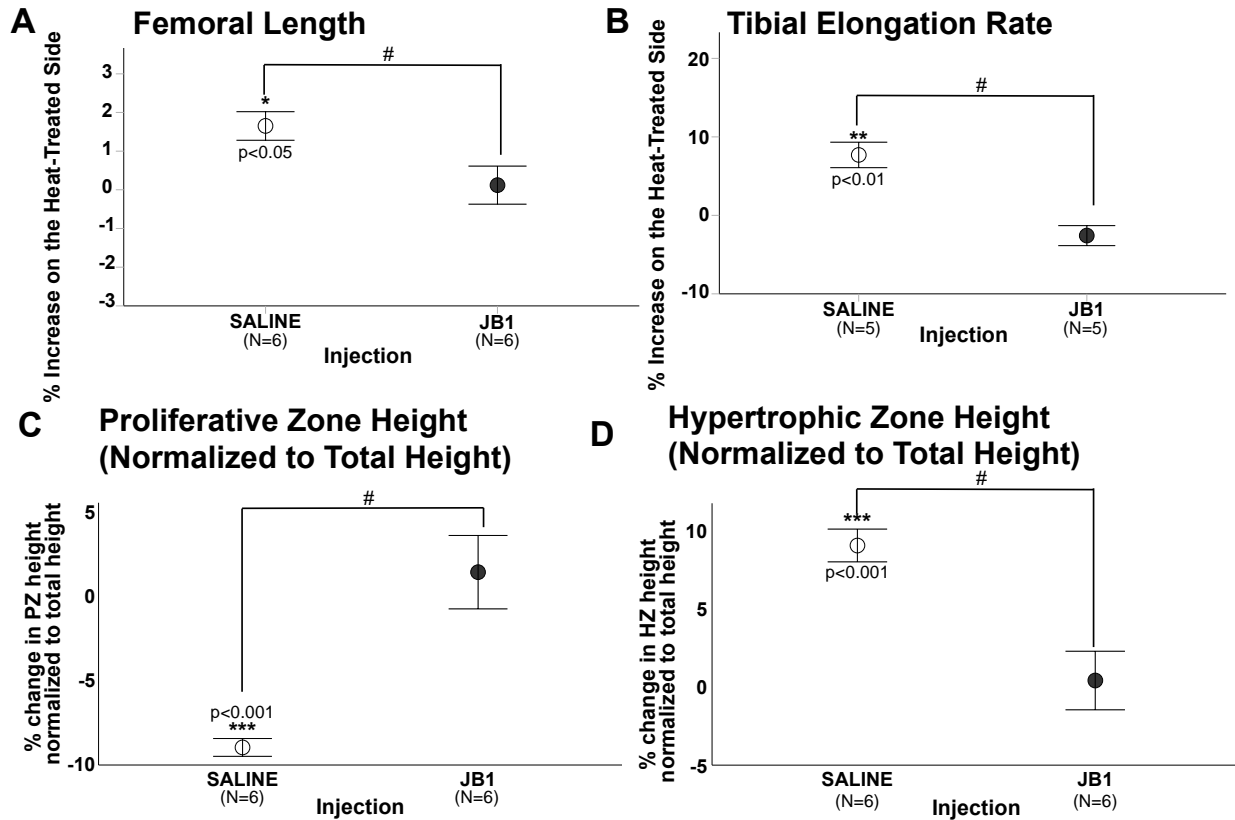 A
Femoral Length
% Increase on the Heat-Treated Side
3
2
1
0
-1
-2
-3
#
*
p<0.05
SALINE
(N=6)
JB1
(N=6)
Injection
B
Tibial Elongation Rate
% Increase on the Heat-Treated Side
20
10
0
-10
#
**
p<0.01
SALINE
(N=5)
JB1
(N=5)
Injection
C
Proliferative Zone Height
(Normalized to Total Height)
% change in PZ height
normalized to total height
5
0
-5
-10
#
p<0.001
***
SALINE
(N=6)
JB1
(N=6)
Injection
D
Hypertrophic Zone Height
(Normalized to Total Height)
% change in HZ height
normalized to total height
10
5
0
-5
#
***
p<0.001
SALINE
(N=6)
JB1
(N=6)
Injection